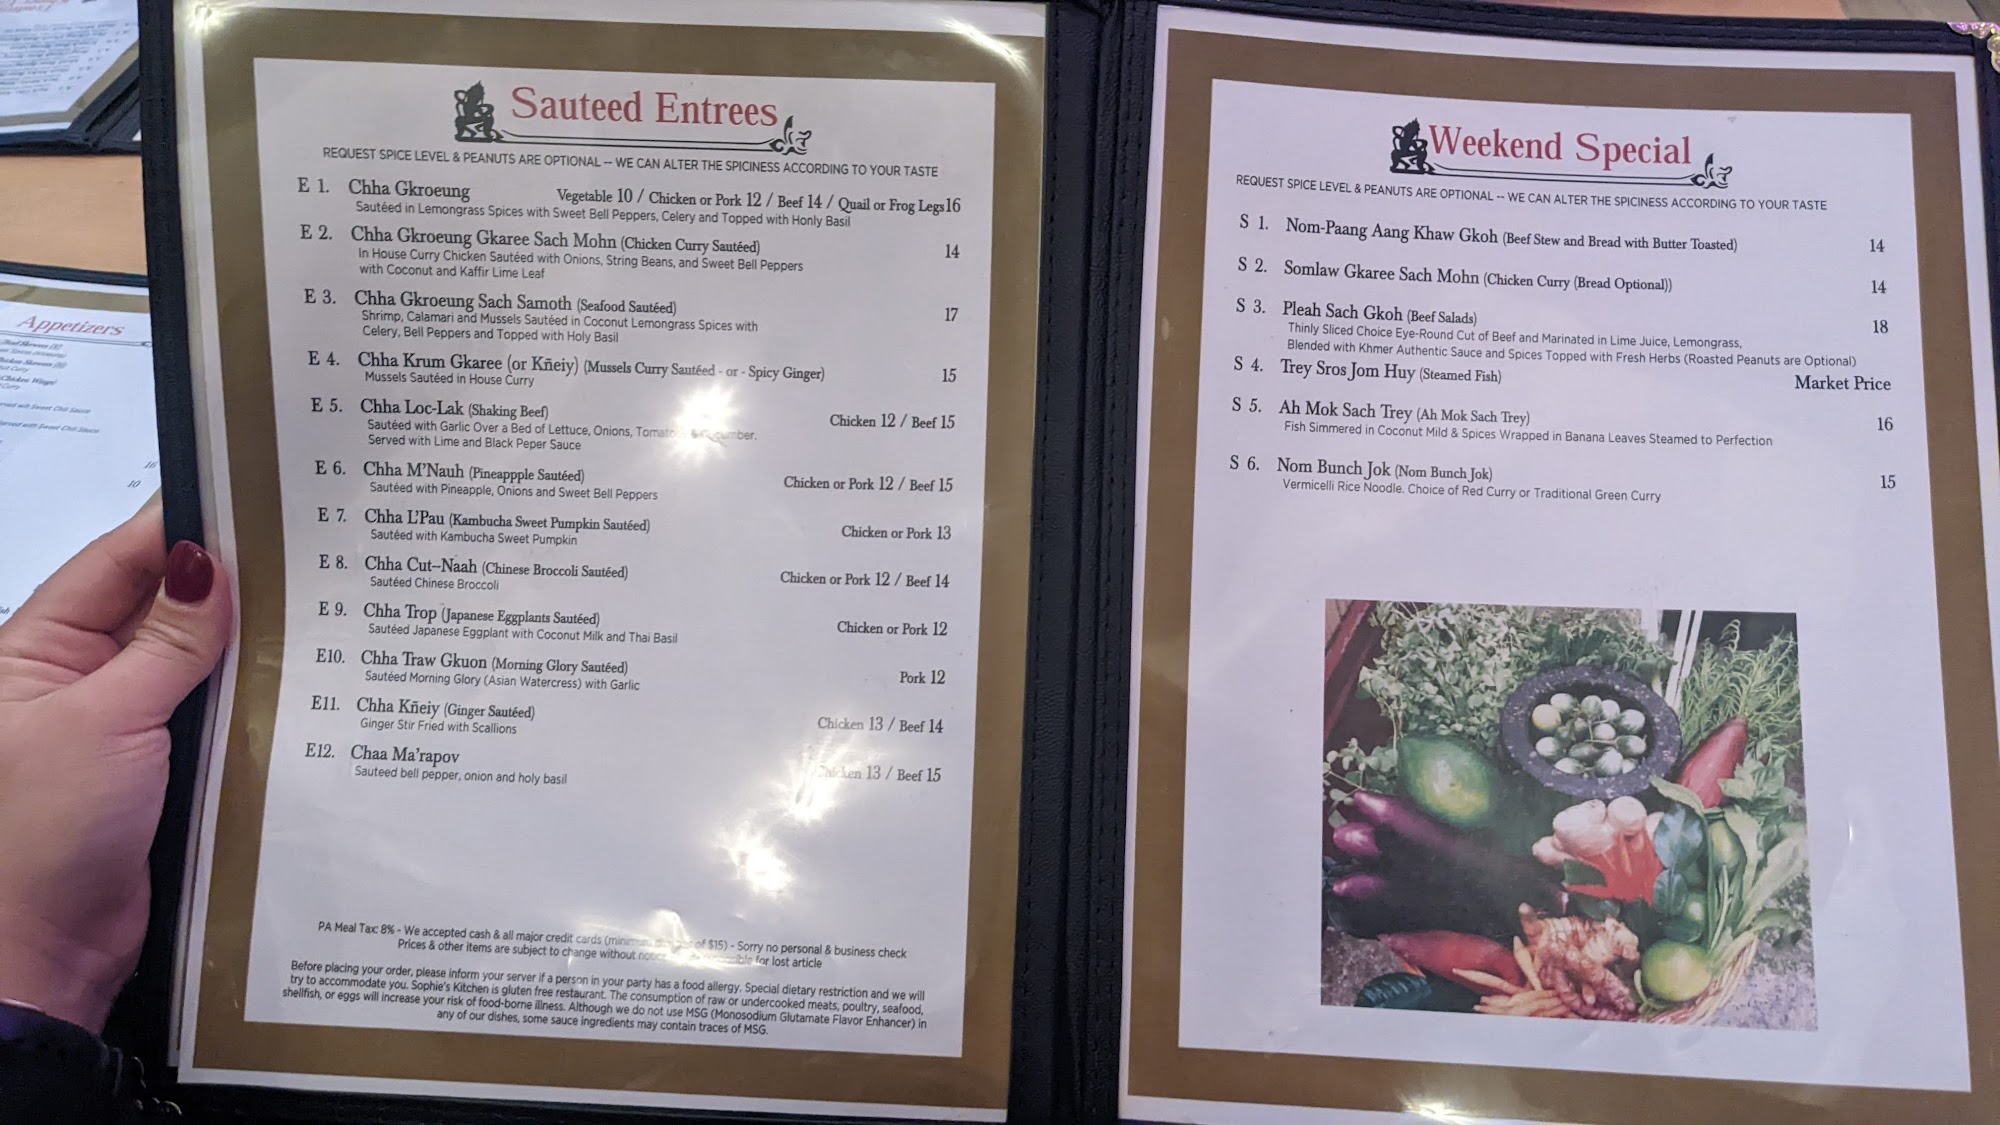 Appetizers
16
10
Sauteed Entrees
REQUEST SPICE LEVEL & PEANUTS ARE OPTIONAL -- WE CAN ALTER THE SPICINESS ACCORDING TO YOUR TASTE
E 1. Chha Gkroeung Vegetable 10 / Chicken or Pork 12 / Beef 14 / Quail or Frog Legs16
Sautéed in Lemongrass Spices with Sweet Bell Peppers, Celery and Topped with Honly Basil
E 2. Chha Gkroeung Gkaree Sach Mohn (Chicken Curry Sautéed) 14
In House Curry Chicken Sautéed with Onions, String Beans, and Sweet Bell Peppers
with Coconut and Kaffir Lime Leaf
E 3. Chha Gkroeung Sach Samoth (Seafood Sautéed) 17
Shrimp, Calamari and Mussels Sautéed in Coconut Lemongrass Spices with
Celery, Bell Peppers and Topped with Holy Basil
E 4. Chha Krum Gkaree (or Kñeiy) (Mussels Curry Sautéed - or - Spicy Ginger) 15
Mussels Sautéed in House Curry
E 5. Chha Loc-Lak (Shaking Beef) Chicken 12 / Beef 15
Sautéed with Garlic Over a Bed of Lettuce, Onions,
Served with Lime and Black Peper Sauce
E 6. Chha M'Nauh (Pineappple Sautéed) Chicken or Pork 12 / Beef 15
Sautéed with Pineapple, Onions and Sweet Bell Peppers
E 7. Chha L'Pau (Kambucha Sweet Pumpkin Sautéed) Chicken or Pork 13
Sautéed with Kambucha Sweet Pumpkin
E 8. Chha Cut--Naah (Chinese Broccoli Sautéed) Chicken or Pork 12 / Beef 14
Sautéed Chinese Broccoli
E 9. Chha Trop (Japanese Eggplants Sautéed) Chicken or Pork 12
Sautéed Japanese Eggplant with Coconut Milk and Thai Basil
E10. Chha Traw Gkuon (Morning Glory Sautéed) Pork 12
Sautéed Morning Glory (Asian Watercress) with Garlic
E11. Chha Kñeiy (Ginger Sautéed) Chicken 13 / Beef 14
Ginger Stir Fried with Scallions
E12. Chaa Ma'rapov Chicken 13 / Beef 15
Sauteed bell pepper, onion and holy basil
PA Meal Tax: 8% - We accepted cash & all major credit cards of $15) - Sorry no personal & business check
Prices & other items are subject to change without for lost article
Before placing your order, please inform your server if a person in your party has a food allergy. Special dietary restriction and we will
try to accommodate you. Sophie's Kitchen is gluten free restaurant. The consumption of raw or undercooked meats, poultry, seafood,
shellfish, or eggs will increase your risk of food-borne illness. Although we do not use MSG (Monosodium Glutamate Flavor Enhancer) in
any of our dishes, some sauce ingredients may contain traces of MSG.
Weekend Special
REQUEST SPICE LEVEL & PEANUTS ARE OPTIONAL -- WE CAN ALTER THE SPICINESS ACCORDING TO YOUR TASTE
S 1. Nom-Paang Aang Khaw Gkoh (Beef Stew and Bread with Butter Toasted) 14
S 2. Somlaw Gkaree Sach Mohn (Chicken Curry (Bread Optional)) 14
S 3. Pleah Sach Gkoh (Beef Salads) 18
Thinly Sliced Choice Eye-Round Cut of Beef and Marinated in Lime Juice, Lemongrass,
Blended with Khmer Authentic Sauce and Spices Topped with Fresh Herbs (Roasted Peanuts are Optional)
S 4. Trey Sros Jom Huy (Steamed Fish) Market Price
S 5. Ah Mok Sach Trey (Ah Mok Sach Trey) 16
Fish Simmered in Coconut Mild & Spices Wrapped in Banana Leaves Steamed to Perfection
S 6. Nom Bunch Jok (Nom Bunch Jok) 15
Vermicelli Rice Noodle. Choice of Red Curry or Traditional Green Curry